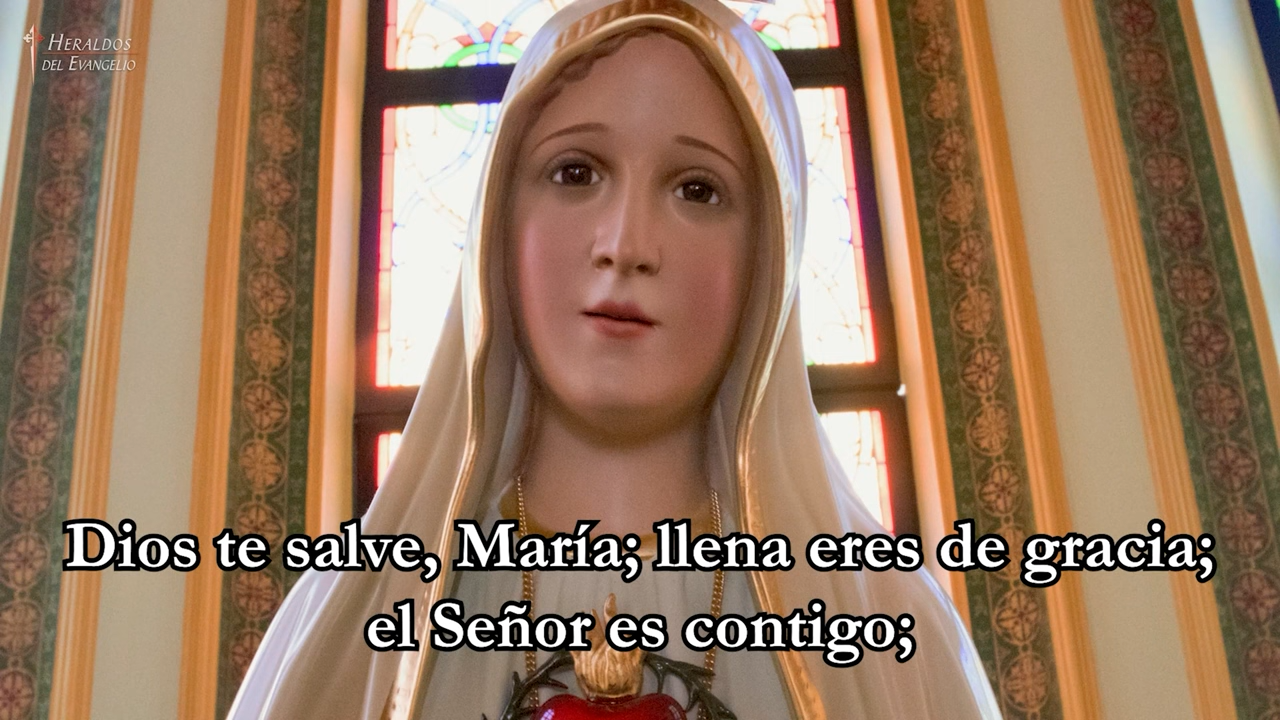 HERALDOS
DEL EVANGELIO
Dios te salve, María; llena eres de gracia;
el Señor es contigo;